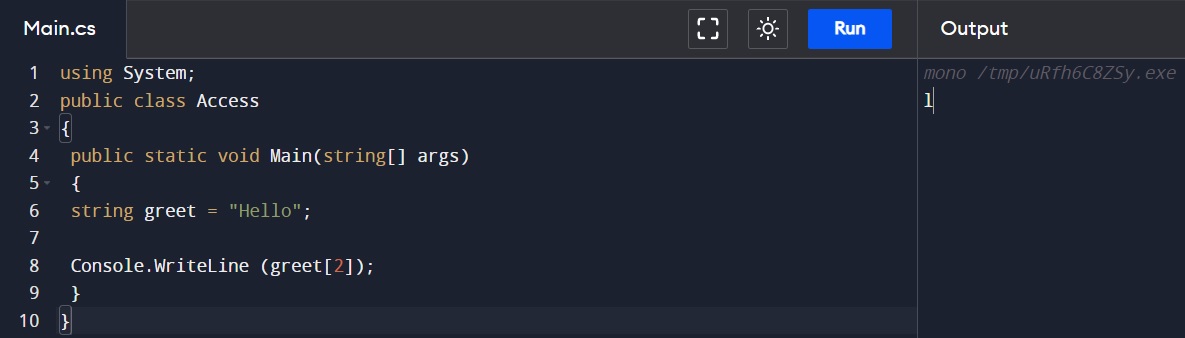 Main.cs
Run
Output
1 using System;
2 public class Access
3 {
4 public static void Main(string[] args)
5 {
6 string greet = "Hello";
7
8 Console.WriteLine (greet[2]);
9 }
10 }
mono /tmp/uRfh6C8ZSy.exe
l